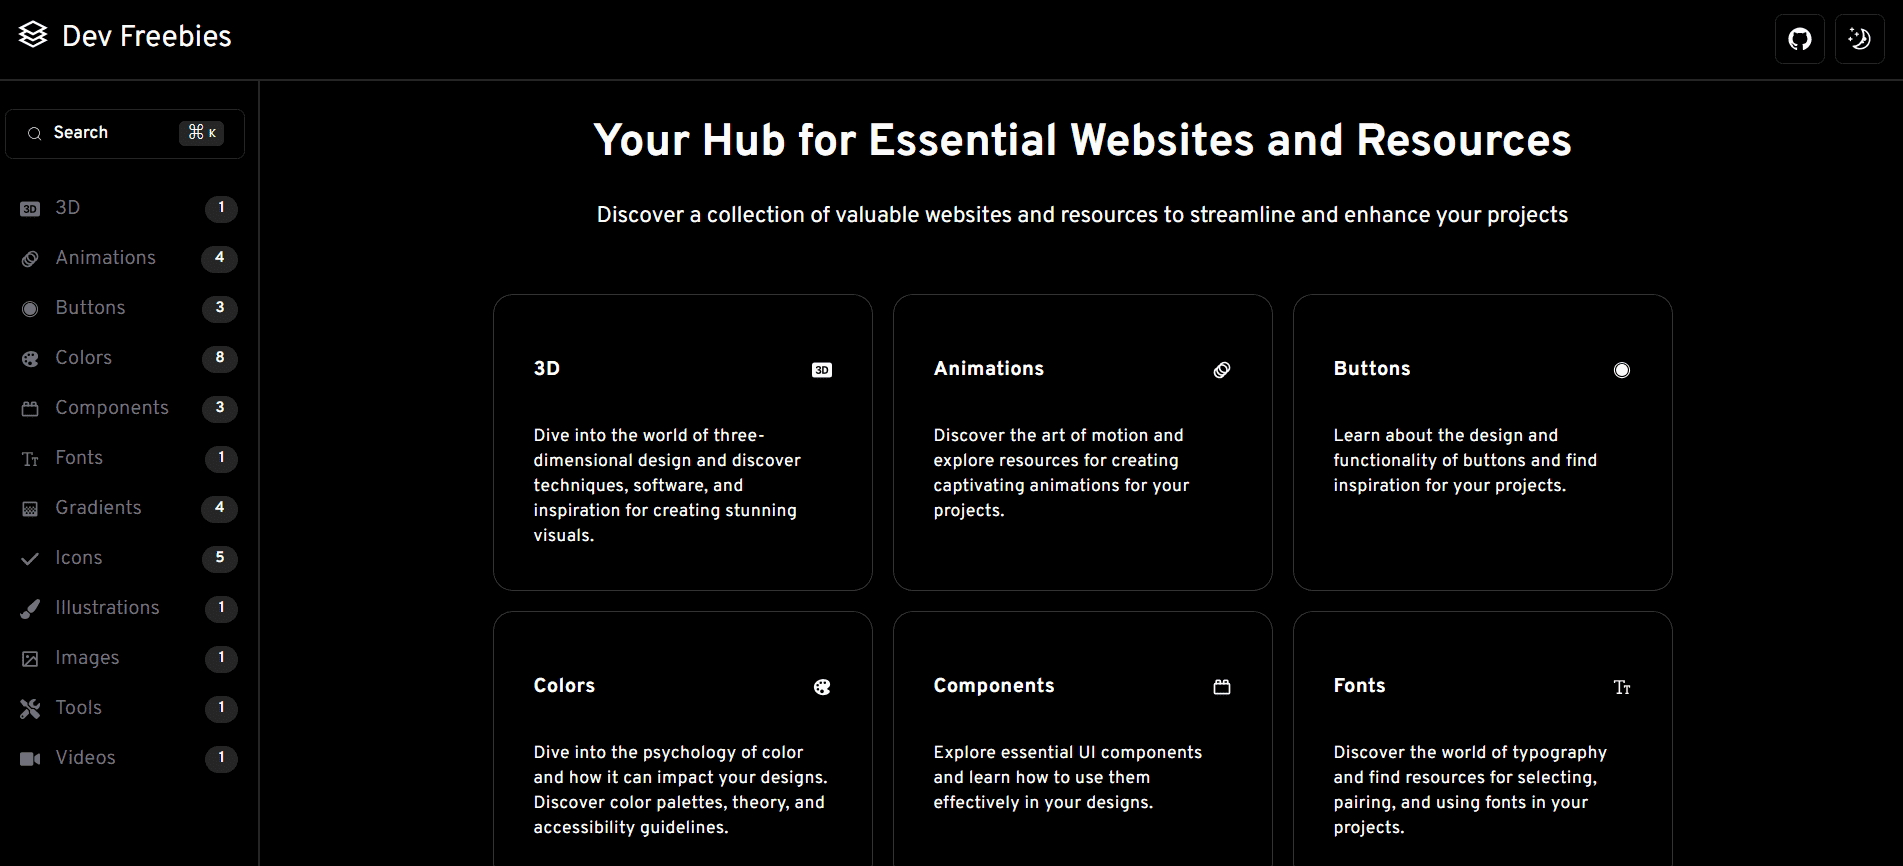 Dev Freebies
Search ⌘ K
3D 1
Animations 4
Buttons 3
Colors 8
Components 3
Fonts 1
Gradients 4
Icons 5
Illustrations 1
Images 1
Tools 1
Videos 1
Your Hub for Essential Websites and Resources
Discover a collection of valuable websites and resources to streamline and enhance your projects
3D
3D
Dive into the world of three-
dimensional design and discover
techniques, software, and
inspiration for creating stunning
visuals.
Animations
Discover the art of motion and
explore resources for creating
captivating animations for your
projects.
Buttons
Learn about the design and
functionality of buttons and find
inspiration for your projects.
Colors
Dive into the psychology of color
and how it can impact your designs.
Discover color palettes, theory, and
accessibility guidelines.
Components
Explore essential UI components
and learn how to use them
effectively in your designs.
Fonts
Discover the world of typography
and find resources for selecting,
pairing, and using fonts in your
projects.